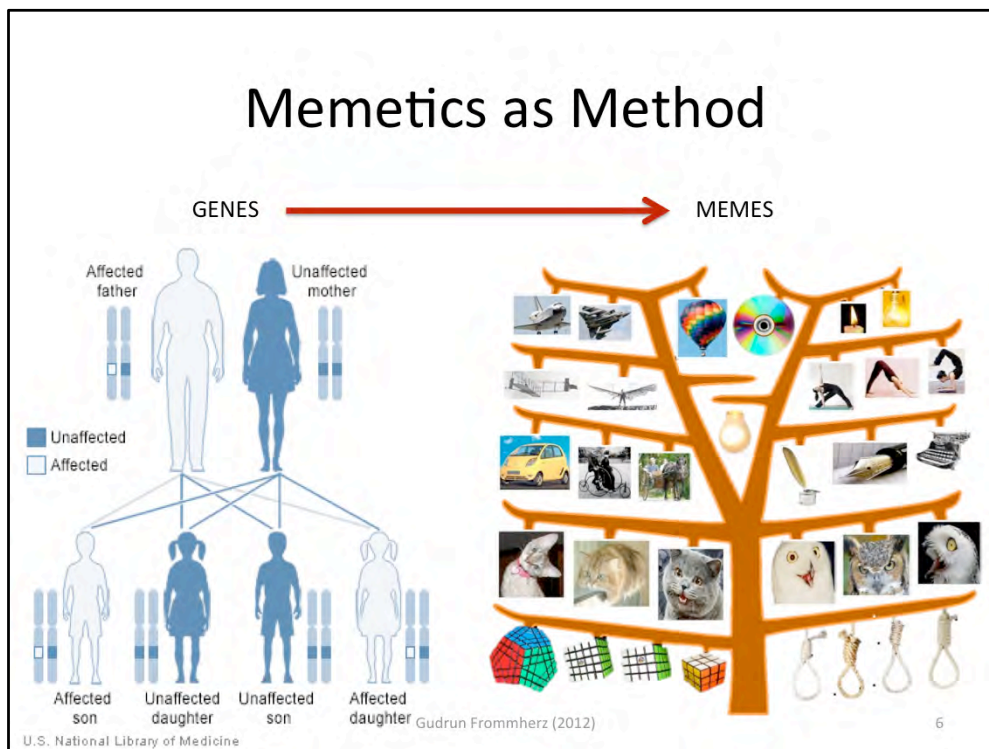 Memetics as Method
GENES
MEMES
Affected
father
Unaffected
mother
Unaffected
Affected
Affected
son
Unaffected
daughter
Unaffected
son
Affected
daughter
Gudrun Frommherz (2012)
6
U.S. National Library of Medicine